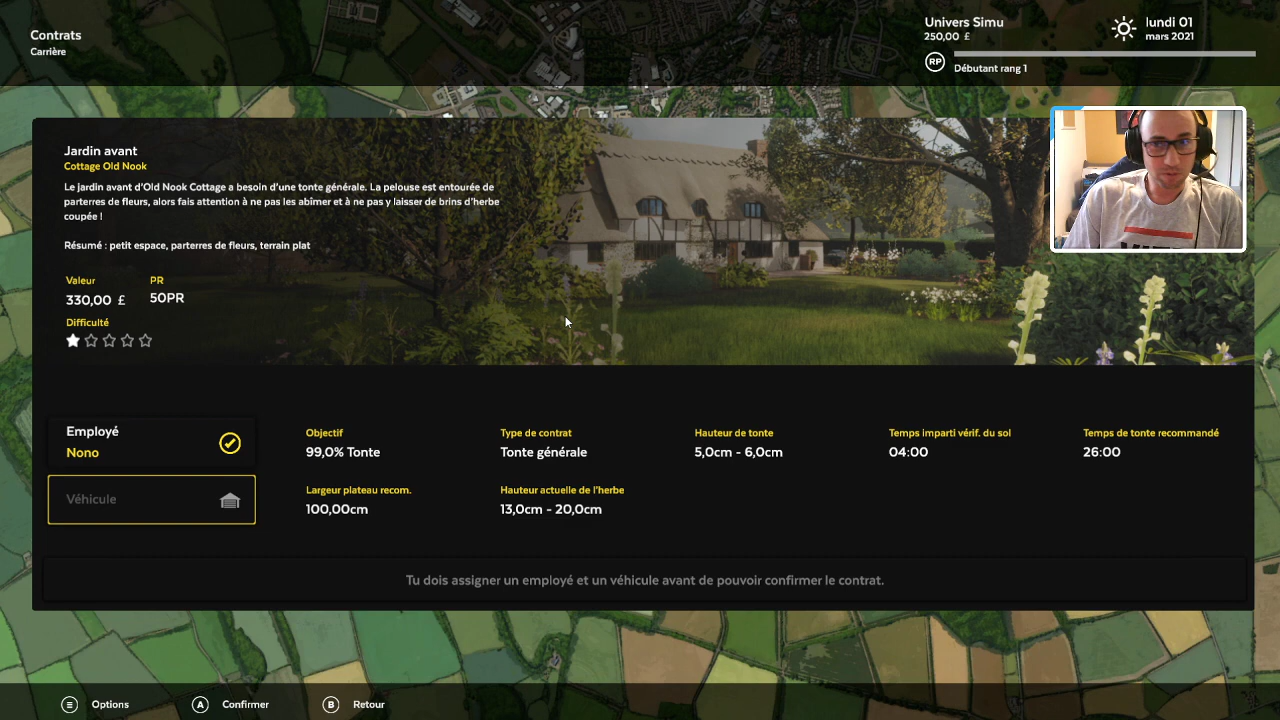 Contrats
Carrière
Univers Simu
250,00 £
lundi 01
mars 2021
RP
Débutant rang 1
Jardin avant
Cottage Old Nook
Le jardin avant d'Old Nook Cottage a besoin d'une tonte générale. La pelouse est entourée de
parterres de fleurs, alors fais attention à ne pas les abîmer et à ne pas y laisser de brins d'herbe
coupée !
Résumé : petit espace, parterres de fleurs, terrain plat
Valeur
PR
330,00 £
50PR
Difficulté
Employé
Nono
Véhicule
Objectif
99,0% Tonte
Type de contrat
Tonte générale
Hauteur de tonte
5,0cm - 6,0cm
Temps imparti vérif. du sol
04:00
Temps de tonte recommandé
26:00
Largeur plateau recom.
100,00cm
Hauteur actuelle de l'herbe
13,0cm - 20,0cm
Tu dois assigner un employé et un véhicule avant de pouvoir confirmer le contrat.
Options
A Confirmer
B Retour